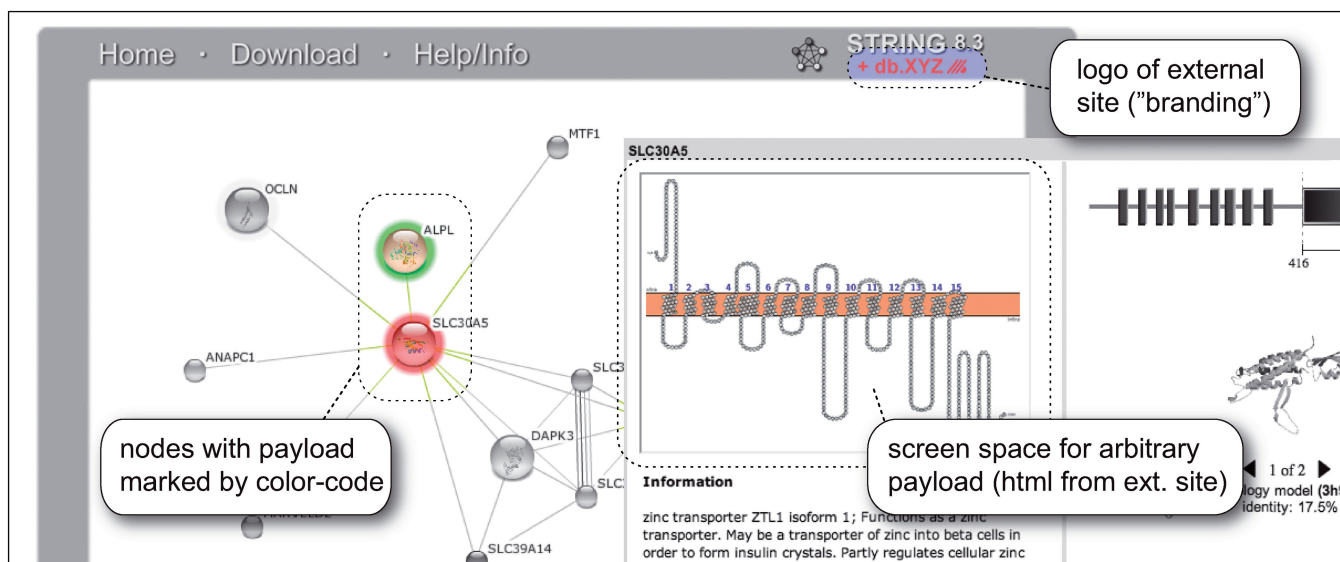 Home · Download · Help/Info
STRING 8.3
+ db.XYZ
logo of external
site ("branding")
MTF1
SLC30A5
OCLN
ALPL
1 2 3 4 5 6 7 8 9 10 11 12 13 14 15
416
SLC30A5
ANAPC1
SLC3
nodes with payload
marked by color-code
DAPK3
screen space for arbitrary
payload (html from ext. site)
1 of 2
Information
logy model (3h5
identity: 17.5%
zinc transporter ZTL1 isoform 1; Functions as a zinc
transporter. May be a transporter of zinc into beta cells in
order to form insulin crystals. Partly regulates cellular zinc
SLC39A14